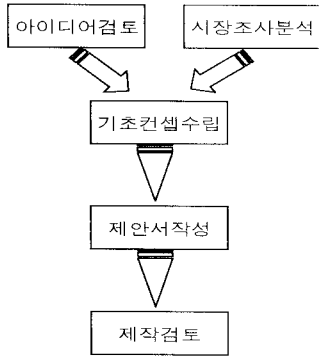 아이디어검토
시장조사분석
기초컨셉수립
제안서작성
제작검토